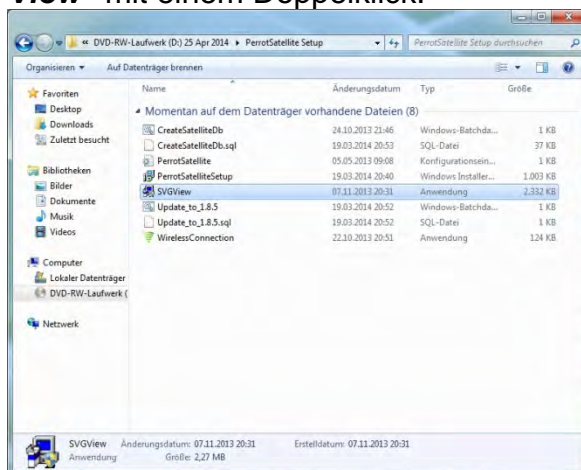 View“ mit einem Doppelklick.
« DVD-RW-Laufwerk (D:) 25 Apr 2014 ▸ PerrotSatellite Setup
PerrotSatellite Setup durchsuchen
Organisieren ▾ Auf Datenträger brennen
Favoriten
Desktop
Downloads
Zuletzt besucht
Bibliotheken
Bilder
Dokumente
Musik
Videos
Computer
Lokaler Datenträger
DVD-RW-Laufwerk (
Netzwerk
Name Änderungsdatum Typ Größe
Momentan auf dem Datenträger vorhandene Dateien (8)
CreateSatelliteDb 24.10.2013 21:46 Windows-Batchda... 1 KB
CreateSatelliteDb.sql 19.03.2014 20:53 SQL-Datei 37 KB
PerrotSatellite 05.05.2013 09:08 Konfigurationsein... 1 KB
PerrotSatelliteSetup 19.03.2014 20:40 Windows Installer... 1.003 KB
SVGView 07.11.2013 20:31 Anwendung 2.332 KB
Update_to_1.8.5 19.03.2014 20:52 Windows-Batchda... 1 KB
Update_to_1.8.5.sql 19.03.2014 20:52 SQL-Datei 1 KB
WirelessConnection 22.10.2013 20:51 Anwendung 124 KB
SVGView Änderungsdatum: 07.11.2013 20:31 Erstelldatum: 07.11.2013 20:31
Anwendung Größe: 2,27 MB